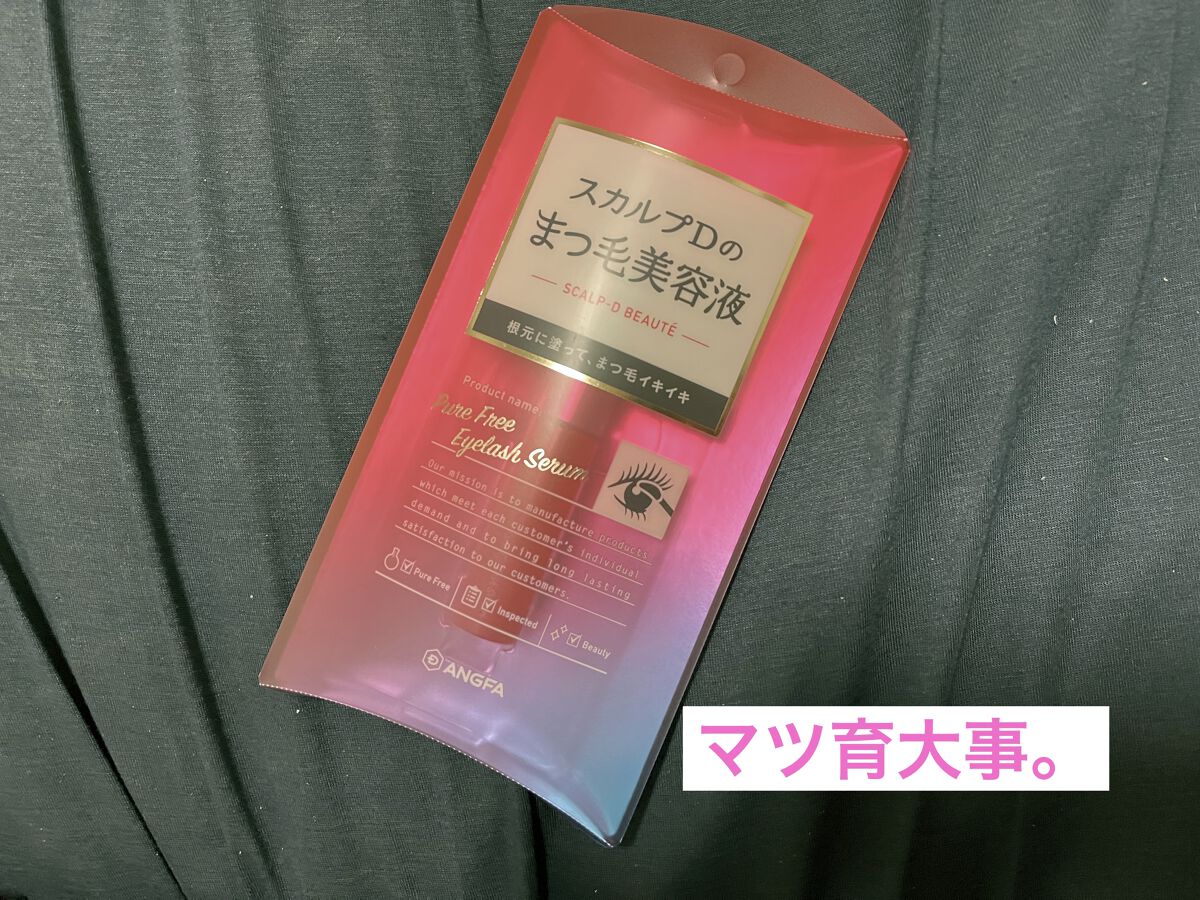 スカルプDの
まつ毛美容液
SCALP-D BEAUTÉ
根元に塗って、まつ毛イキイキ
Product name.
Pure Free
Eyelash Serum
Our mission is to manufacture products
which meet each customer's individual
demand and to bring long lasting
satisfaction to our customers.
Pure Free
Inspected
Beauty
ANGFA
マツ育大事。